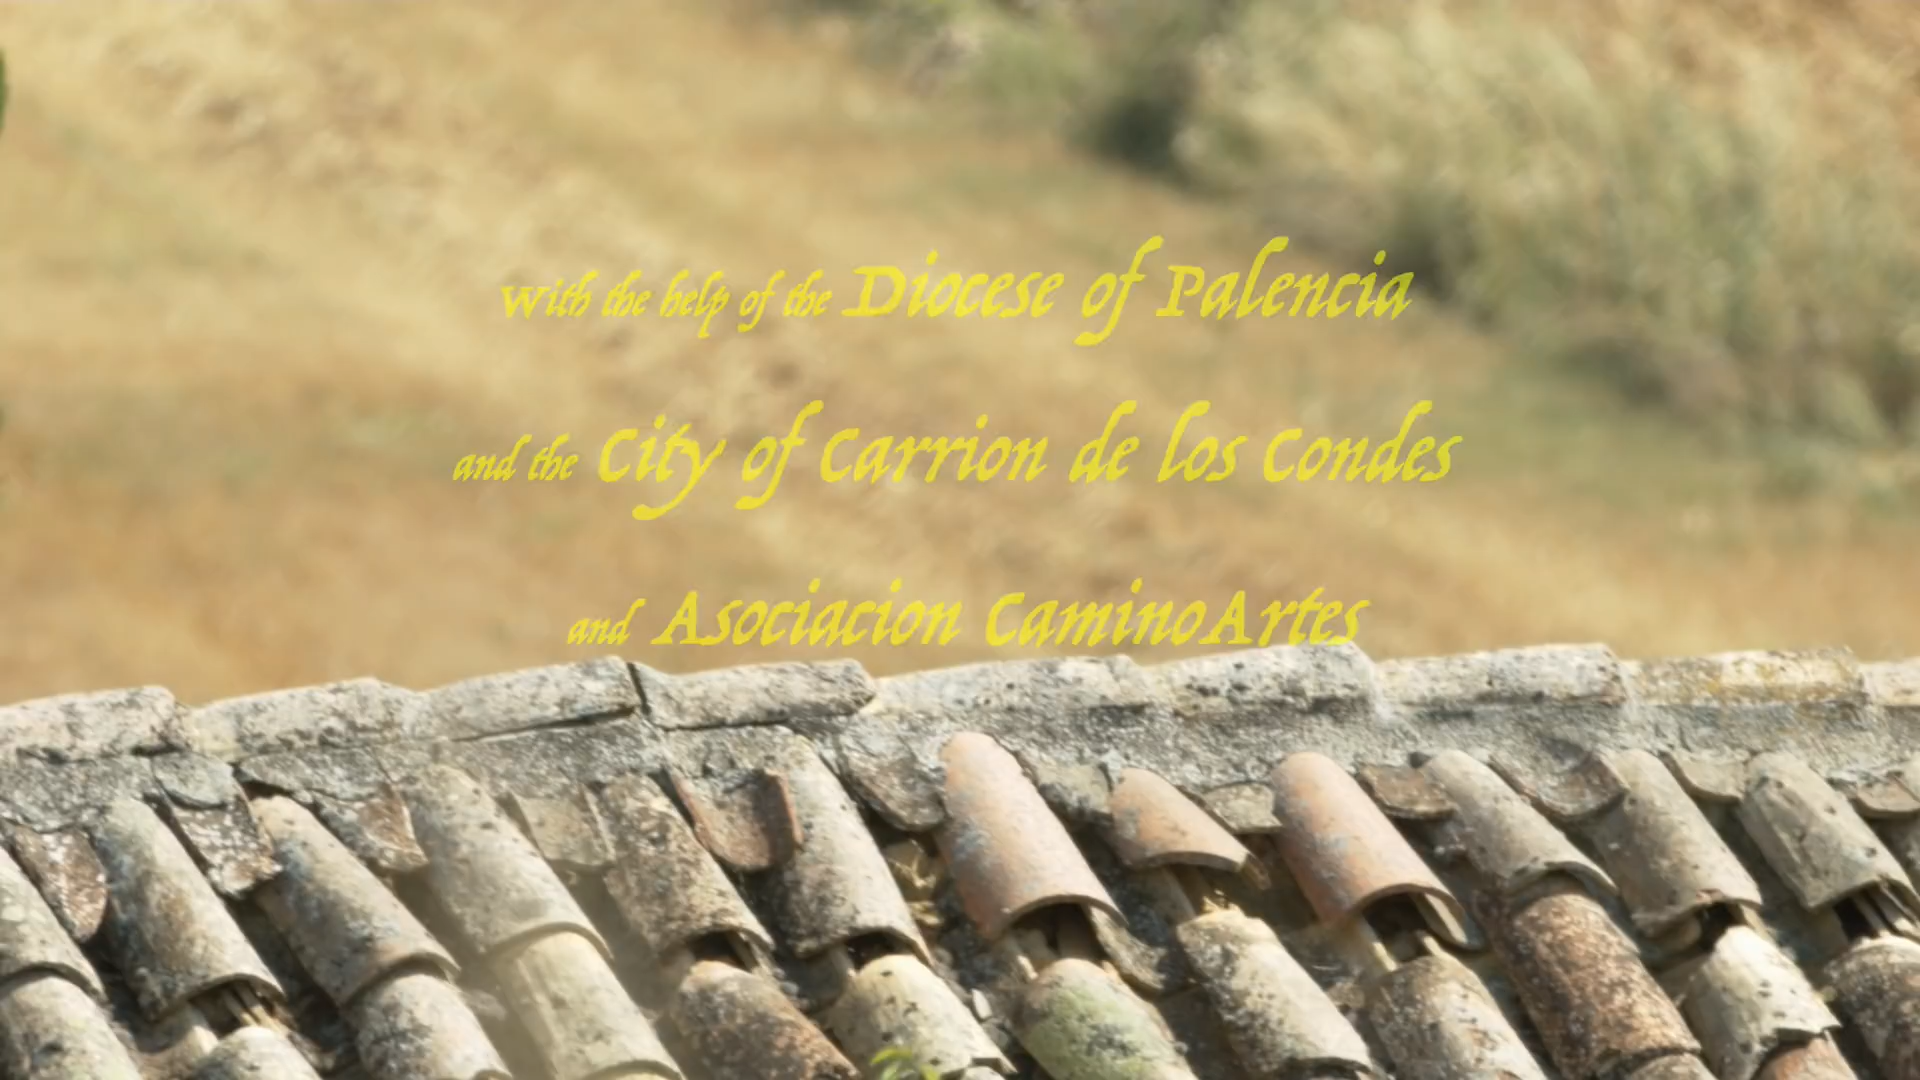 With the help of the Diocese of Palencia
and the City of Carrion de los Condes
and Asociacion CaminoArtes